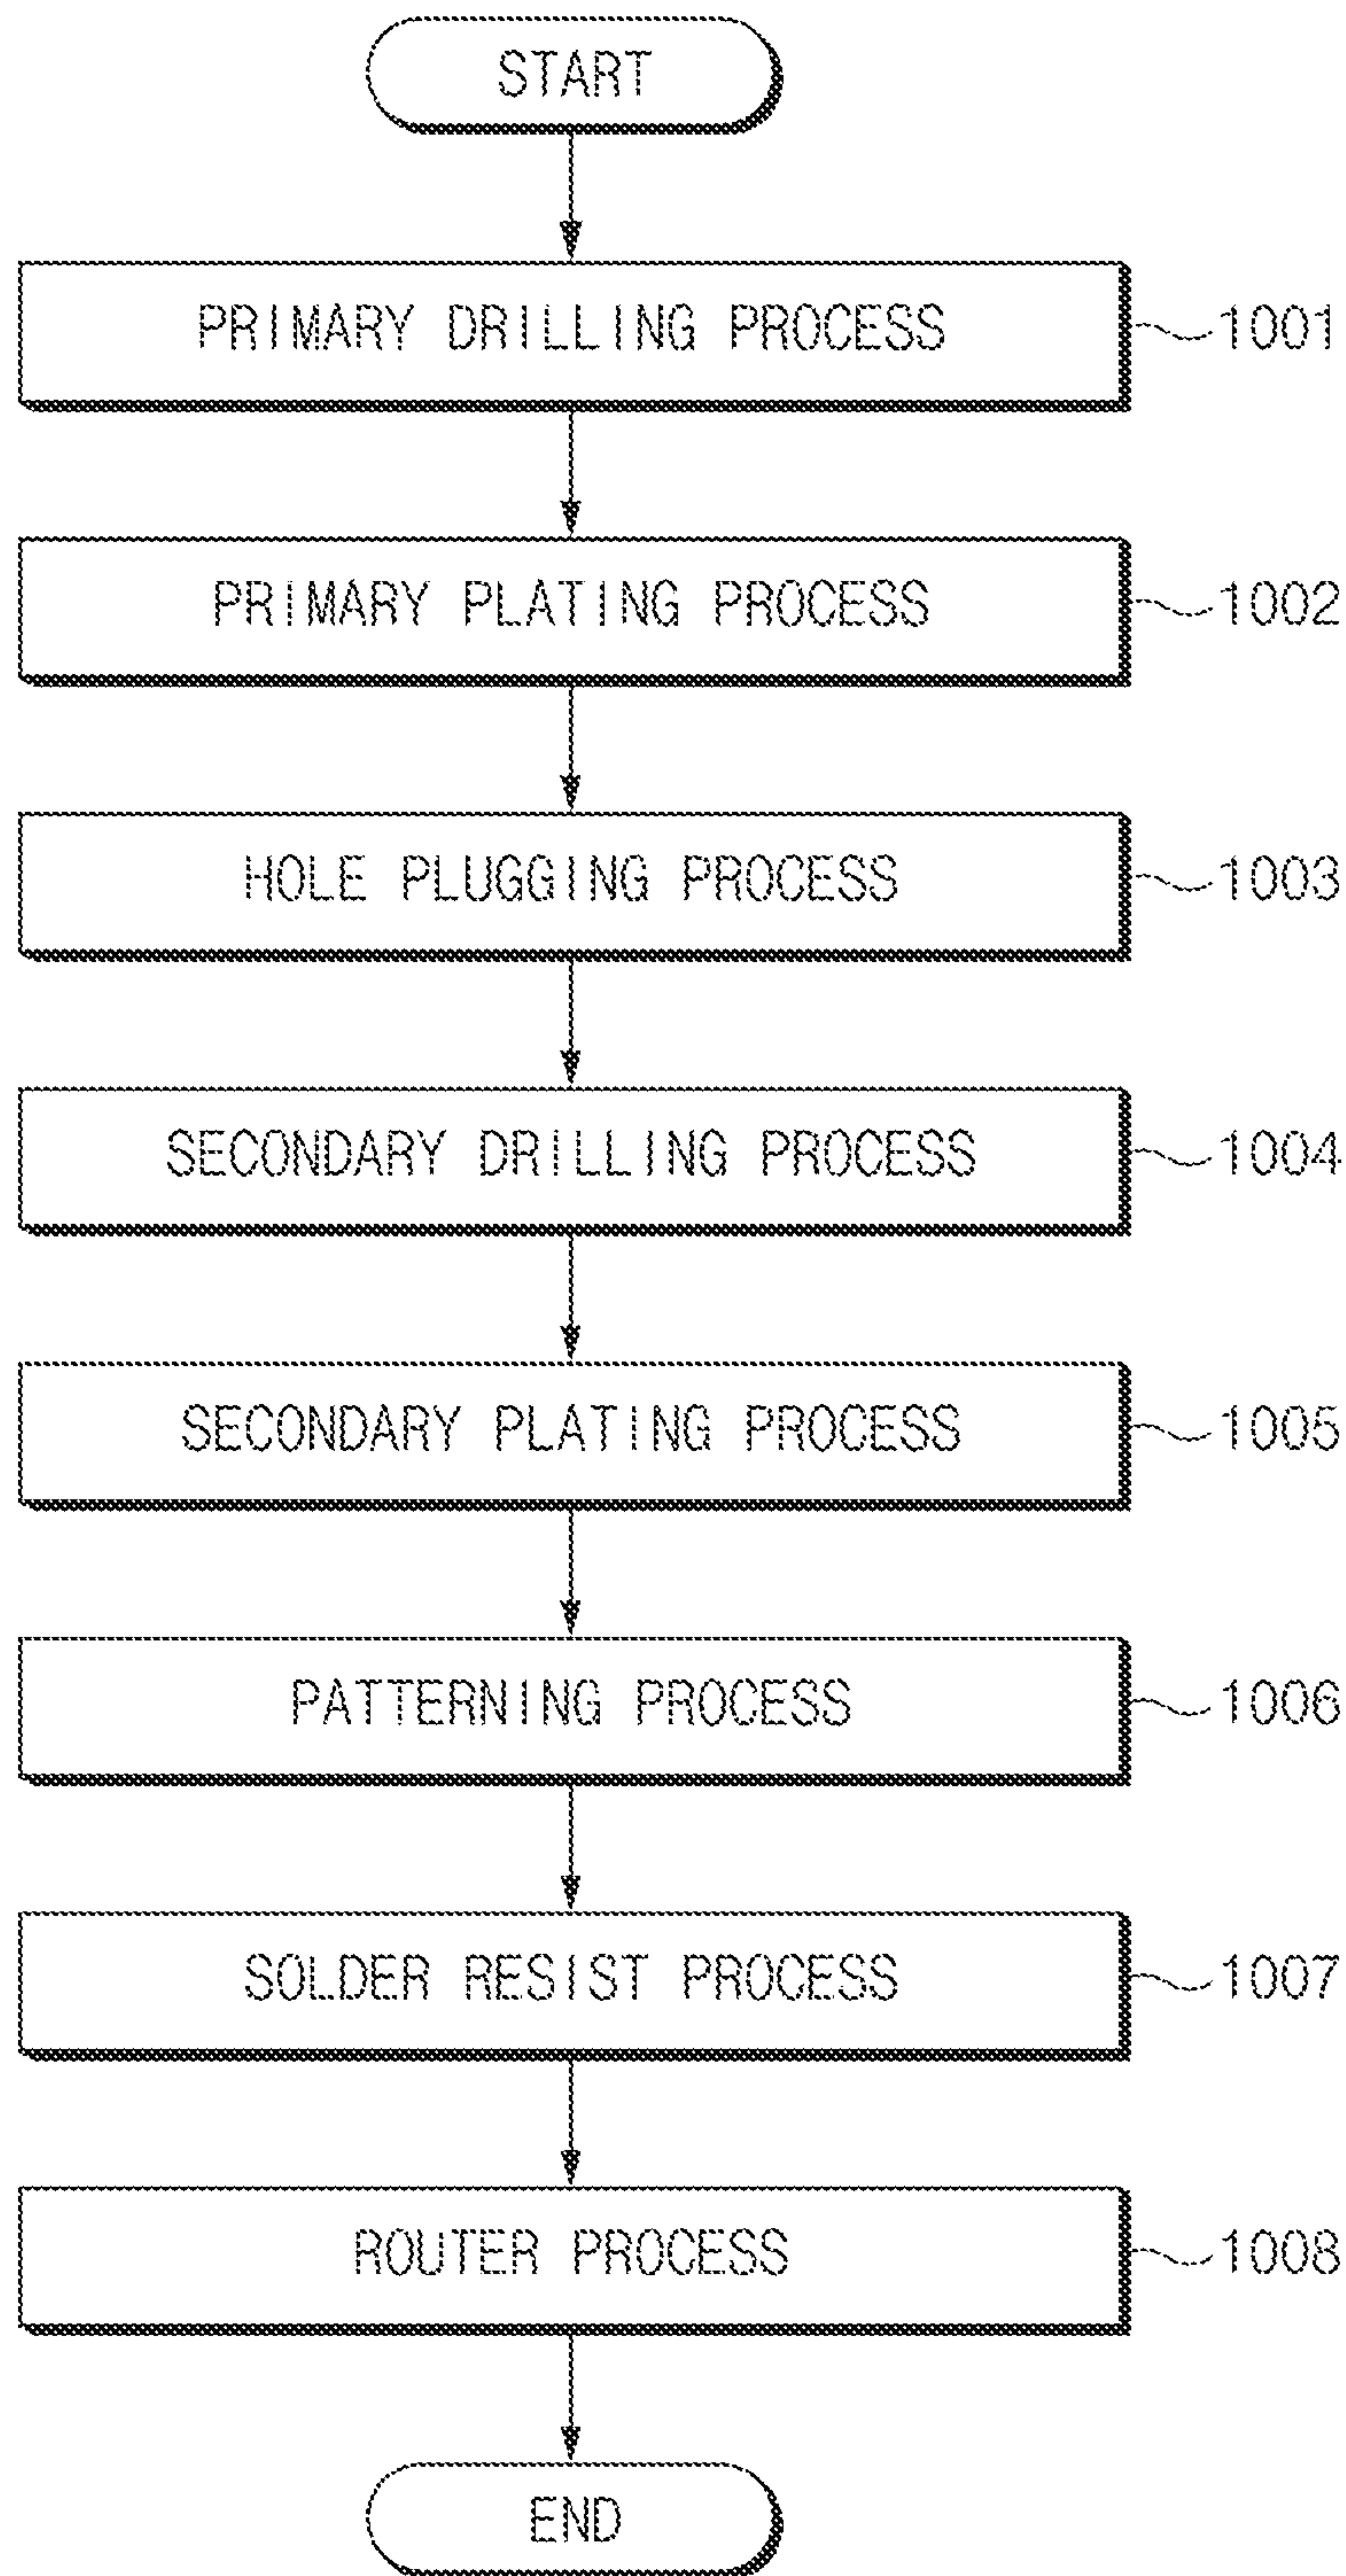 START
PRIMARY DRILLING PROCESS 1001
PRIMARY PLATING PROCESS 1002
HOLE PLUGGING PROCESS 1003
SECONDARY DRILLING PROCESS 1004
SECONDARY PLATING PROCESS 1005
PATTERNING PROCESS 1006
SOLDER RESIST PROCESS 1007
ROUTER PROCESS 1008
END